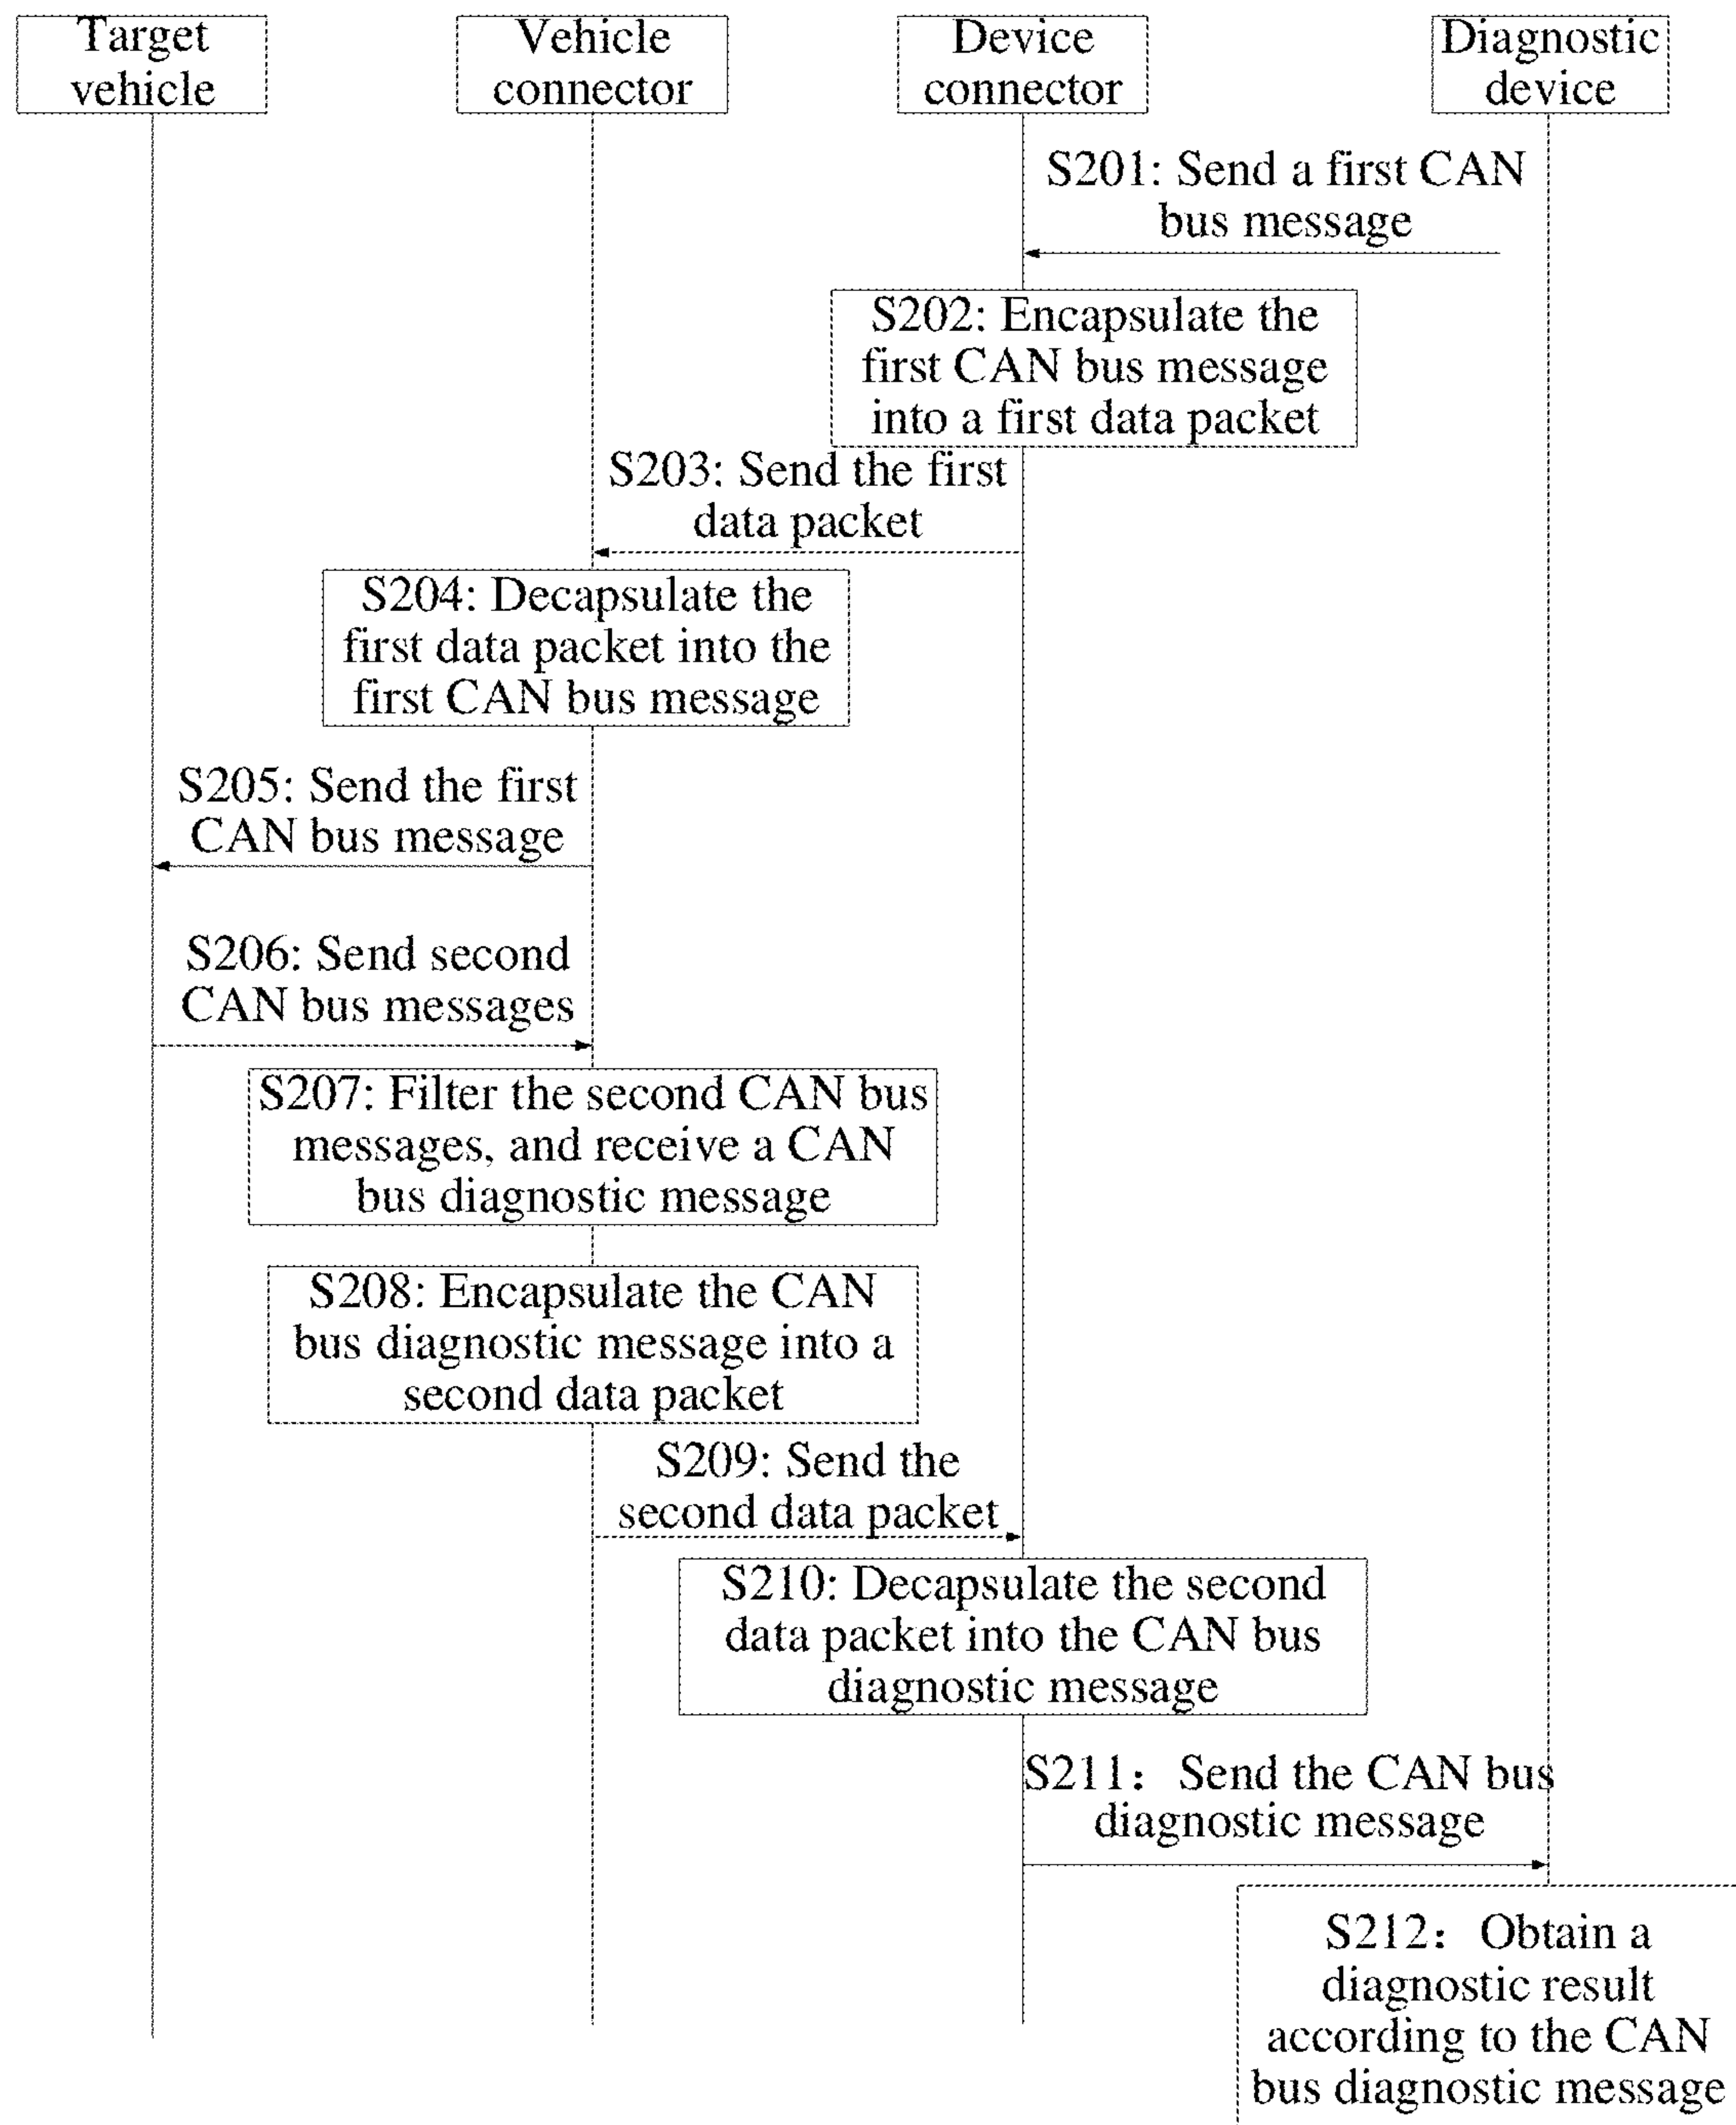 Target
vehicle
Vehicle
connector
Device
connector
Diagnostic
device
S201: Send a first CAN
bus message
S202: Encapsulate the
first CAN bus message
into a first data packet
S203: Send the first
data packet
S204: Decapsulate the
first data packet into the
first CAN bus message
S205: Send the first
CAN bus message
S206: Send second
CAN bus messages
S207: Filter the second CAN bus
messages, and receive a CAN
bus diagnostic message
S208: Encapsulate the CAN
bus diagnostic message into a
second data packet
S209: Send the
second data packet
S210: Decapsulate the second
data packet into the CAN bus
diagnostic message
S211：Send the CAN bus
diagnostic message
S212：Obtain a
diagnostic result
according to the CAN
bus diagnostic message